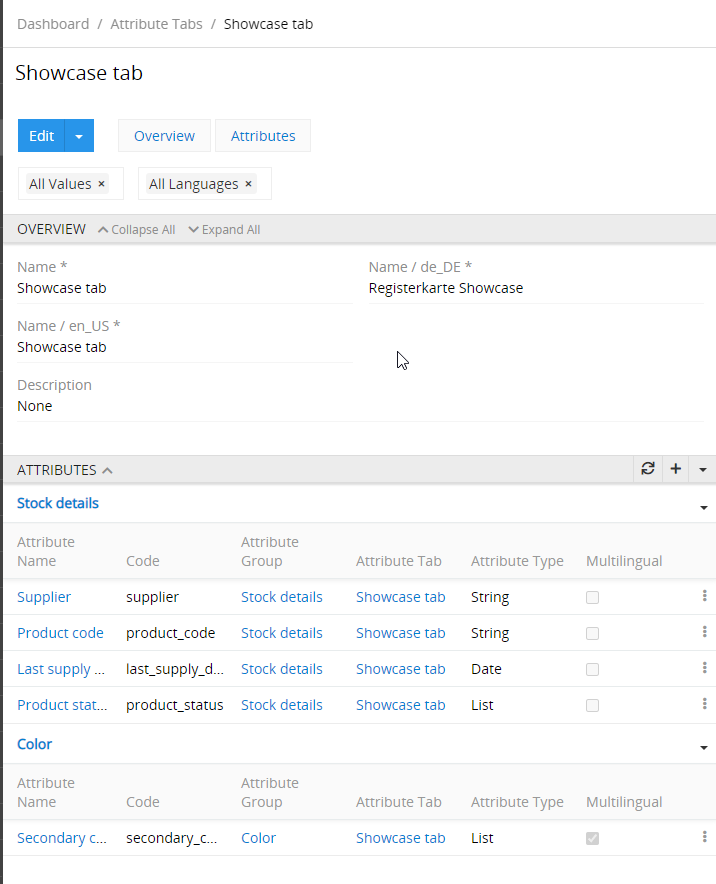 Dashboard / Attribute Tabs / Showcase tab
Showcase tab
Edit Overview Attributes
All Values × All Languages ×
OVERVIEW Collapse All Expand All
Name * Name / de_DE *
Showcase tab Registerkarte Showcase
Name / en_US *
Showcase tab
Description
None
ATTRIBUTES
Stock details
Attribute Name Code Attribute Group Attribute Tab Attribute Type Multilingual
Supplier supplier Stock details Showcase tab String
Product code product_code Stock details Showcase tab String
Last supply ... last_supply_d... Stock details Showcase tab Date
Product stat... product_status Stock details Showcase tab List
Color
Attribute Name Code Attribute Group Attribute Tab Attribute Type Multilingual
Secondary c... secondary_c... Color Showcase tab List